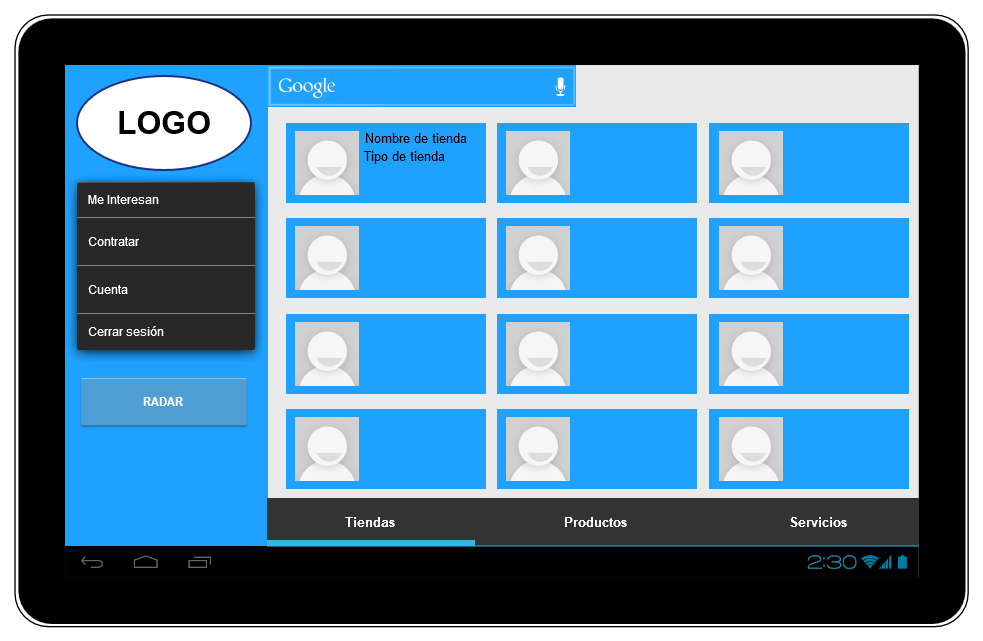 LOGO
Me Interesan
Contratar
Cuenta
Cerrar sesión
RADAR
Google
Nombre de tienda
Tipo de tienda
Tiendas
Productos
Servicios
2:30